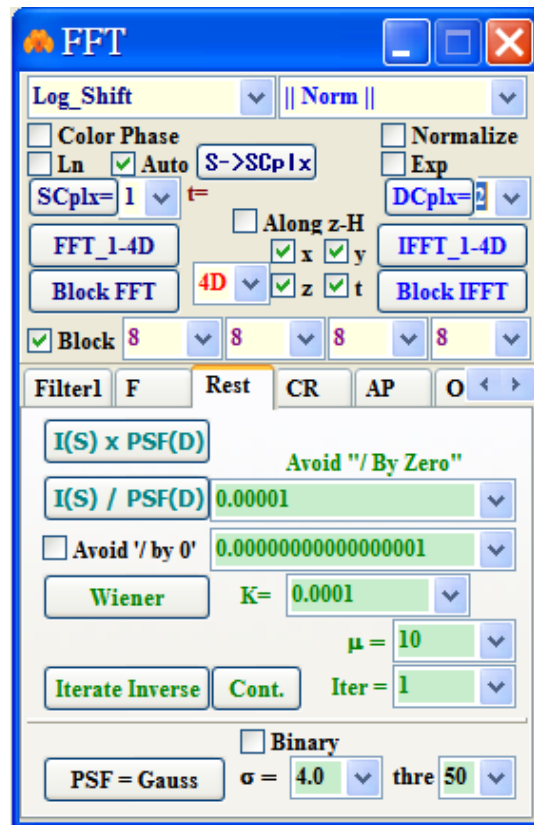 FFT
Log_Shift || Norm ||
Color Phase Normalize
Ln Auto S->SCplx Exp
SCplx= 1 t= DCplx= 2
Along z-H
FFT_1-4D x y IFFT_1-4D
Block FFT 4D z t Block IFFT
Block 8 8 8 8
Filter1 F Rest CR AP O
I(S) x PSF(D)
Avoid "/ By Zero"
I(S) / PSF(D) 0.00001
Avoid '/ by 0' 0.00000000000000001
Wiener K= 0.0001
μ = 10
Iterate Inverse Cont. Iter = 1
Binary
PSF = Gauss σ = 4.0 thre 50